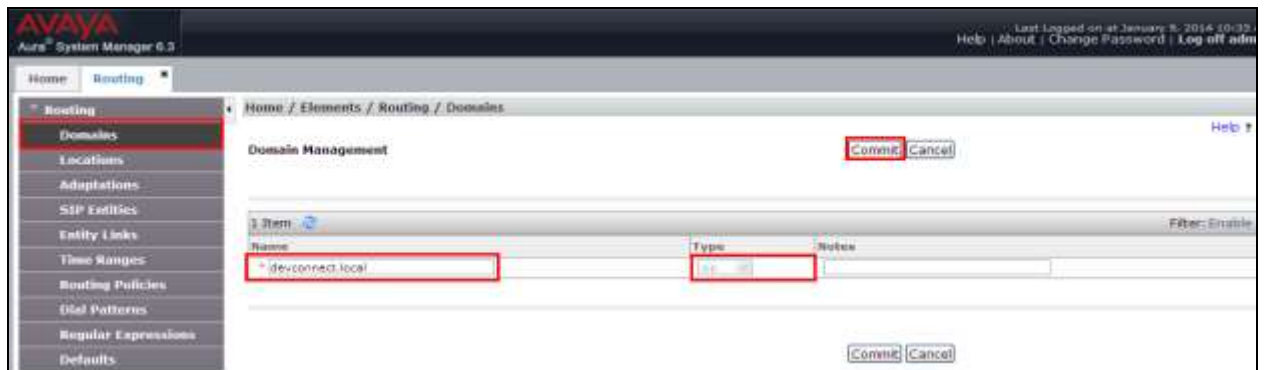 AVAYA
Aura® System Manager 6.3
Last Logged on at January 9, 2014 10:32
Help | About | Change Password | Log off adm
Home
Routing
Routing
Domains
Locations
Adaptations
SIP Entities
Entity Links
Time Ranges
Routing Policies
Dial Patterns
Regular Expressions
Defaults
Home / Elements / Routing / Domains
Help ?
Domain Management
Commit Cancel
1 Item
Filter: Enable
Name Type Notes
* devconnect.local
Commit Cancel